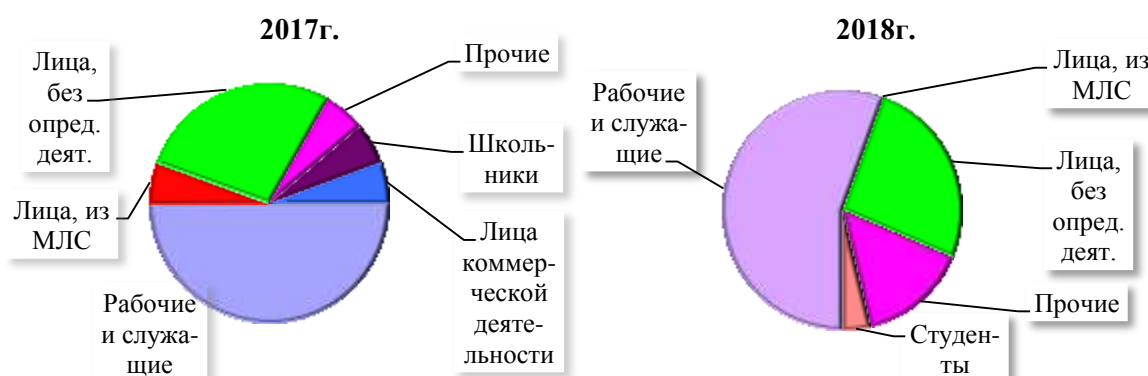 2017г.
Лица,
без
опред.
деят.
Прочие
Школь-
ники
Лица, из
МЛС
Лица
коммер-
ческой
деяте-
льности
Рабочие
и служа-
щие
2018г.
Рабочие
и служа-
щие
Лица, из
МЛС
Лица,
без
опред.
деят.
Прочие
Студен-
ты